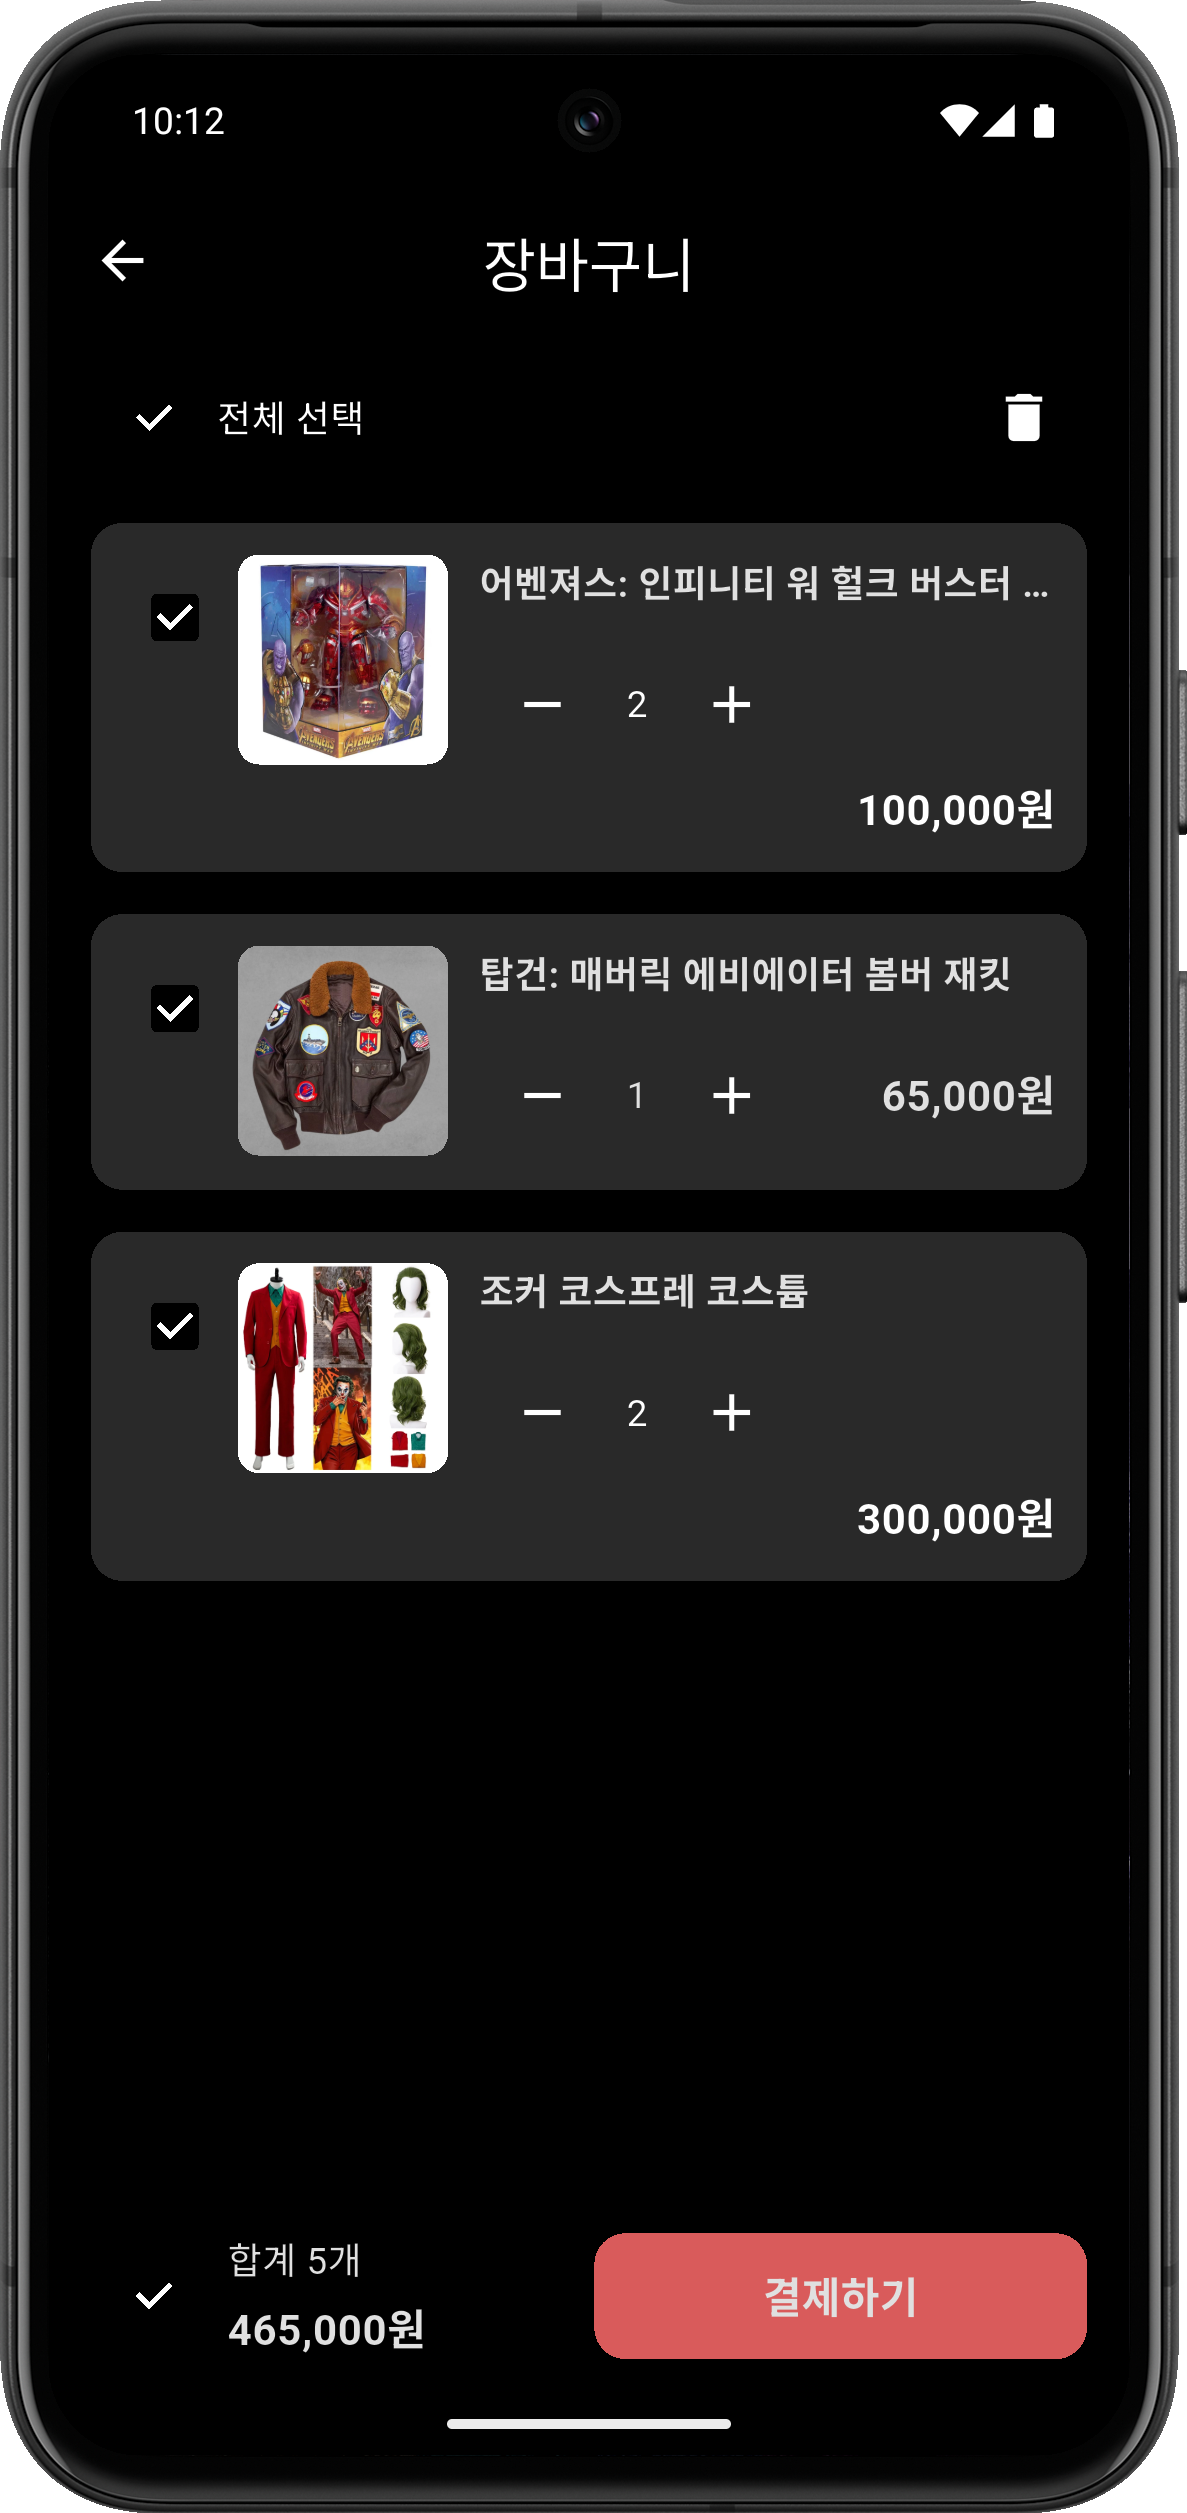 10:12
장바구니
전체 선택
어벤져스: 인피니티 워 헐크 버스터 ...
AVENGERS AVENGERS
2
100,000원
탑건: 매버릭 에비에이터 봄버 재킷
1
65,000원
조커 코스프레 코스튬
2
300,000원
합계 5개
465,000원
결제하기